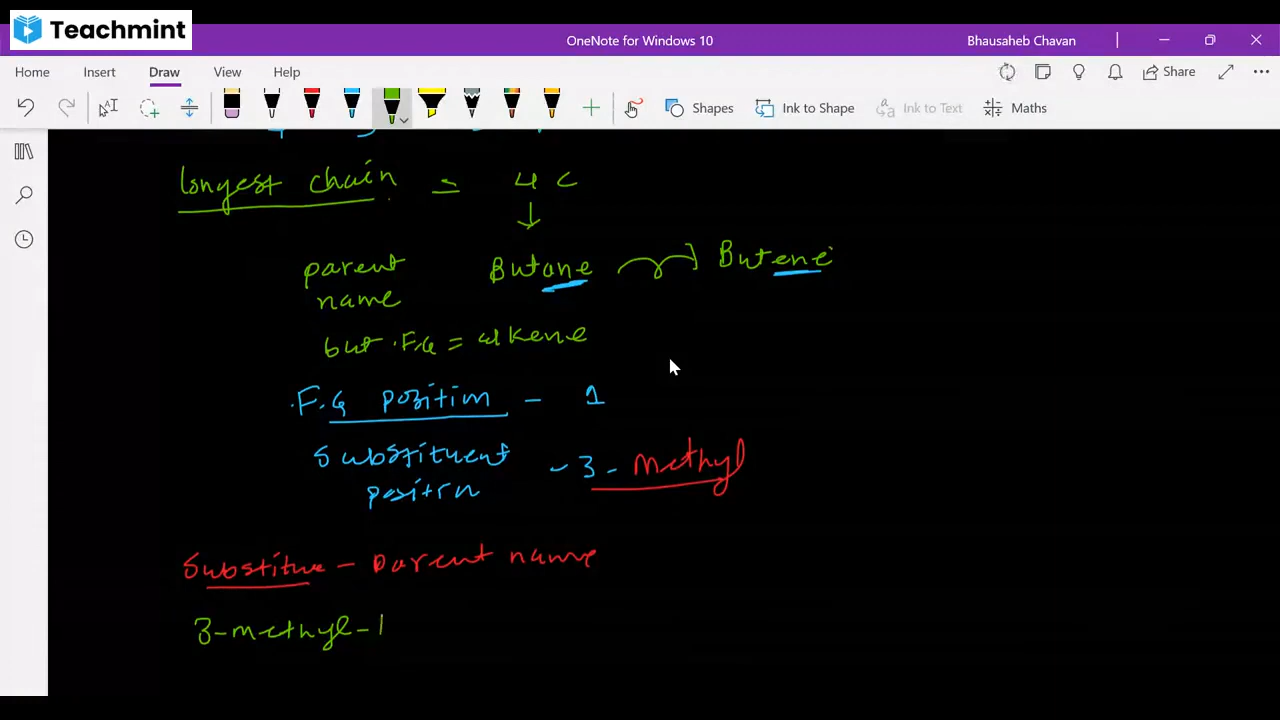 Teachmint
OneNote for Windows 10
Bhausaheb Chavan
Home Insert Draw View Help
Share
Shapes Ink to Shape Ink to Text Maths
longest chain = 4 C
↓
parent name Butane Butene
but F.G = alkene
F.G position - 1
Substituent position - 3 - Methyl
Substitue - Parent name
3-methyl-1